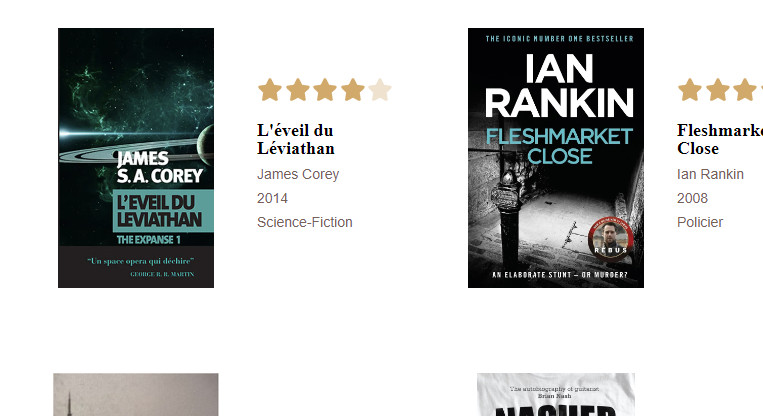 JAMES
S. A. COREY
L'ÉVEIL DU
LÉVIATHAN
THE EXPANSE 1
"Un space opera qui déchire"
GEORGE R. R. MARTIN
L'éveil du
Léviathan
James Corey
2014
Science-Fiction
THE ICONIC NUMBER ONE BESTSELLER
IAN
RANKIN
FLESHMARKET
CLOSE
REBUS
AN ELABORATE STUNT – OR MURDER?
Fleshmarke
Close
Ian Rankin
2008
Policier
The autobiography of guitarist
Brian Nash
NASHER